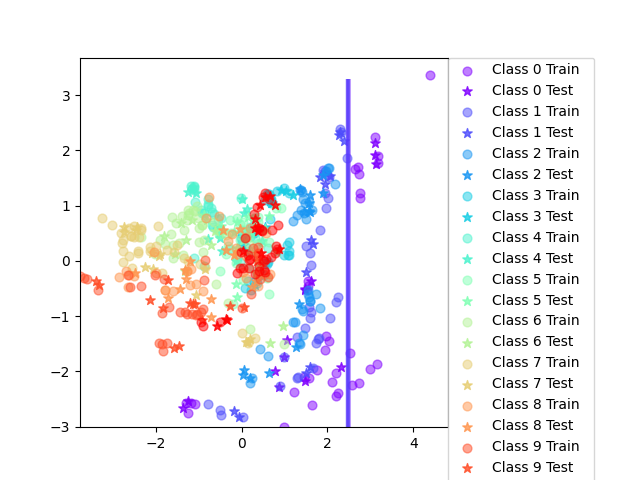 3
2
1
0
−1
−2
−3
−2
0
2
4
Class 0 Train
Class 0 Test
Class 1 Train
Class 1 Test
Class 2 Train
Class 2 Test
Class 3 Train
Class 3 Test
Class 4 Train
Class 4 Test
Class 5 Train
Class 5 Test
Class 6 Train
Class 6 Test
Class 7 Train
Class 7 Test
Class 8 Train
Class 8 Test
Class 9 Train
Class 9 Test